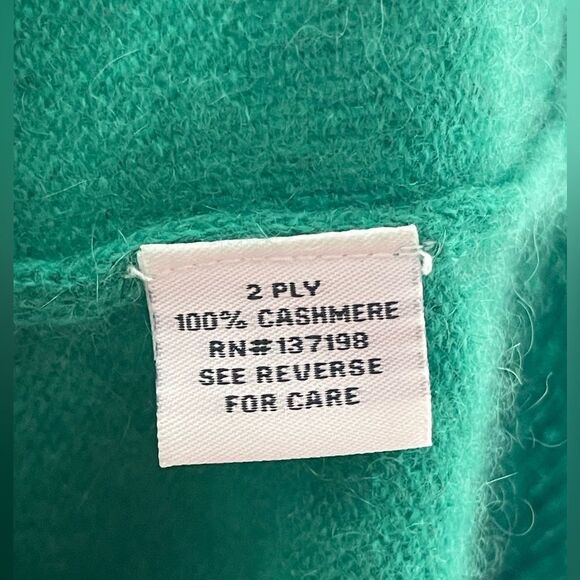 2 PLY
100% CASHMERE
RN#137198
SEE REVERSE
FOR CARE